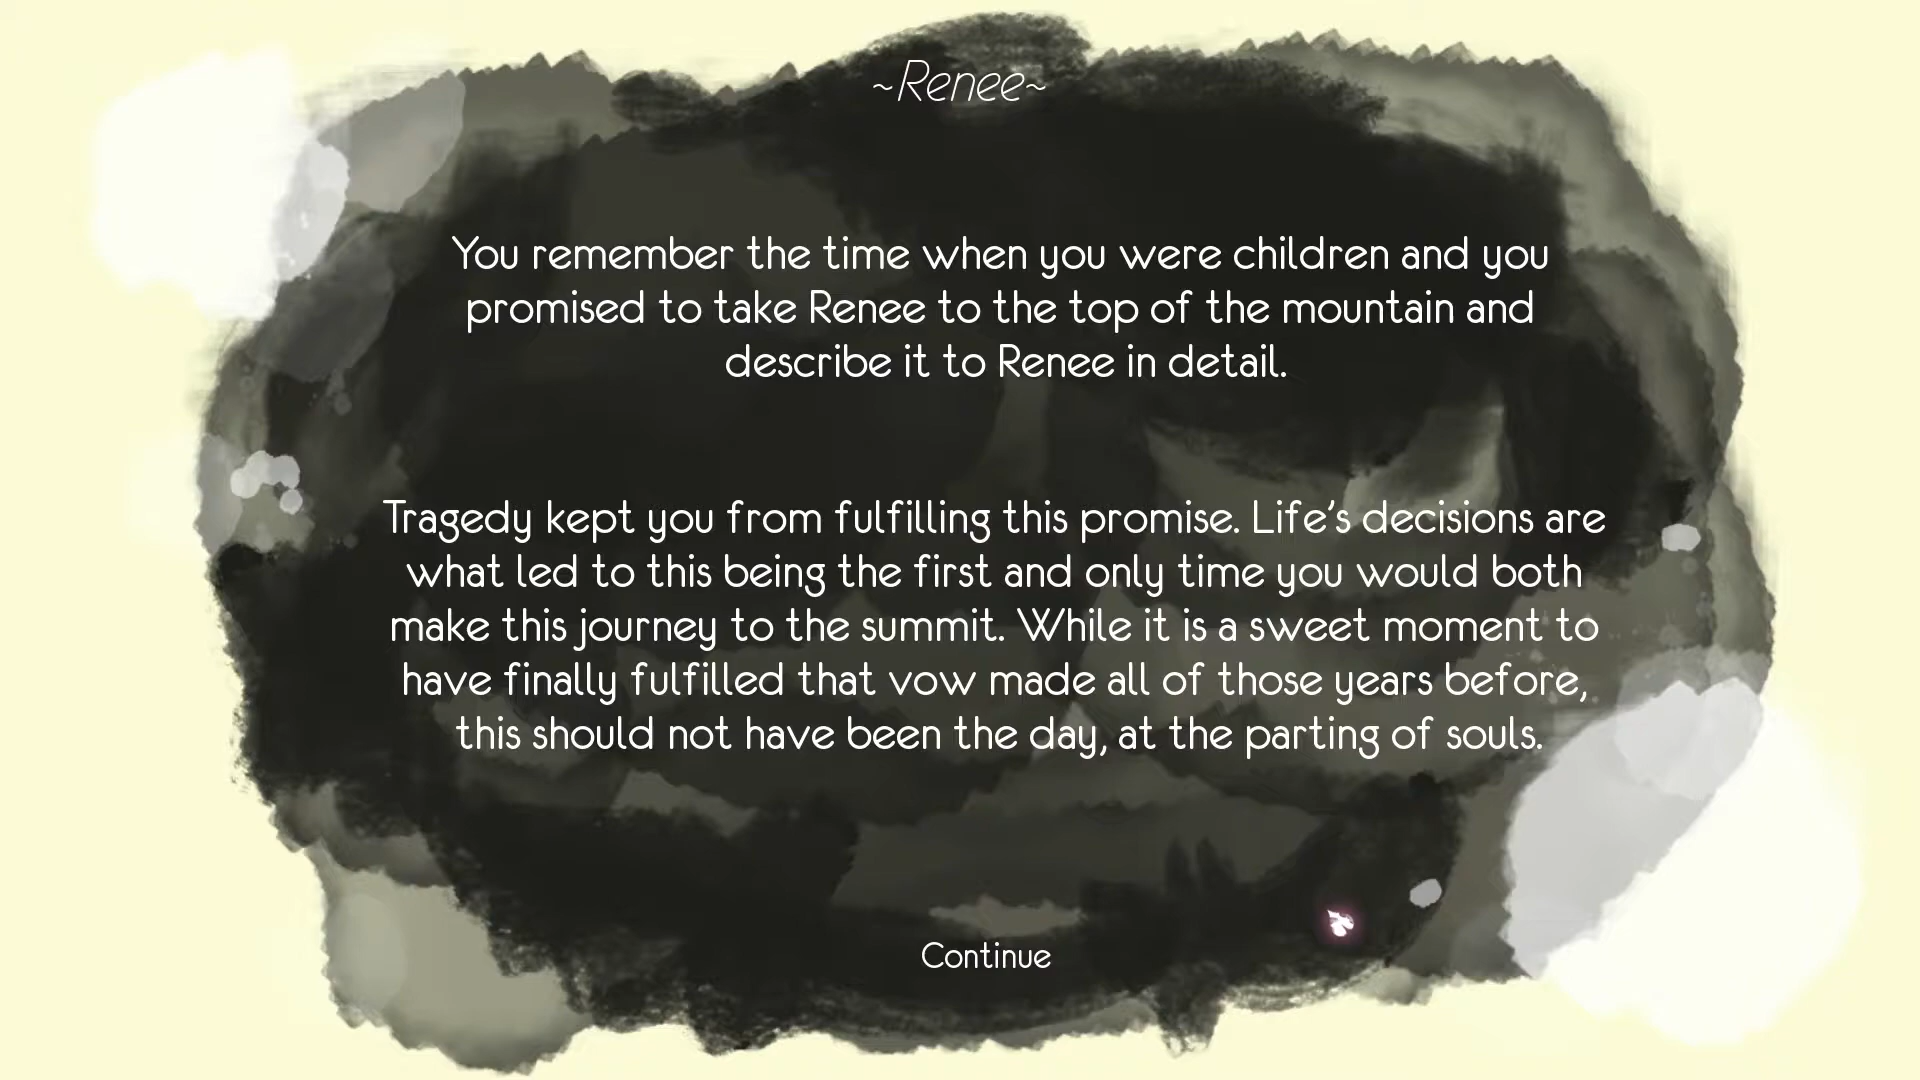 ~Renee~
You remember the time when you were children and you
promised to take Renee to the top of the mountain and
describe it to Renee in detail.
Tragedy kept you from fulfilling this promise. Life's decisions are
what led to this being the first and only time you would both
make this journey to the summit. While it is a sweet moment to
have finally fulfilled that vow made all of those years before,
this should not have been the day, at the parting of souls.
Continue